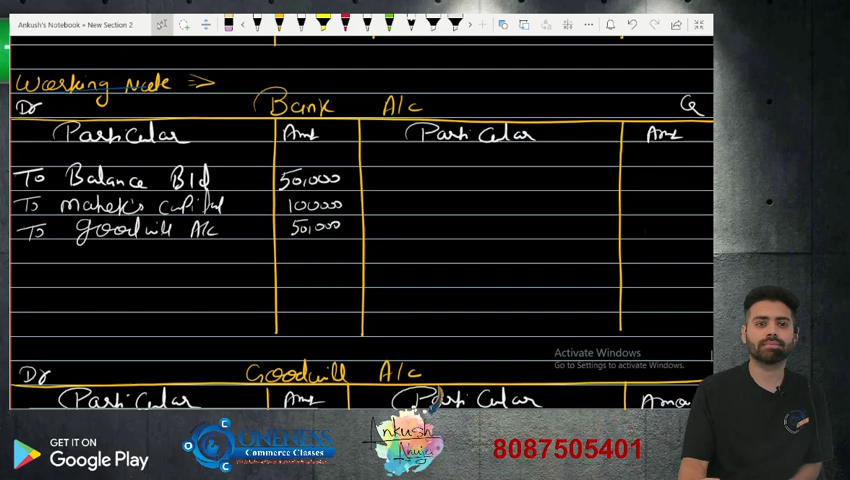 Ankush's Notebook » New Section 2
Working Note ⇒
Dr Bank A/c Cr
Particular Amt Particular Amt
To Balance B/d 50,000
To Mahek's capital 100000
To Goodwill A/c 50,000
Activate Windows
Go to Settings to activate Windows.
Dr Goodwill A/c
Particular Amt Particular Amou
GET IT ON
Google Play
ONENESS
Commerce Classes
Ankush
8087505401